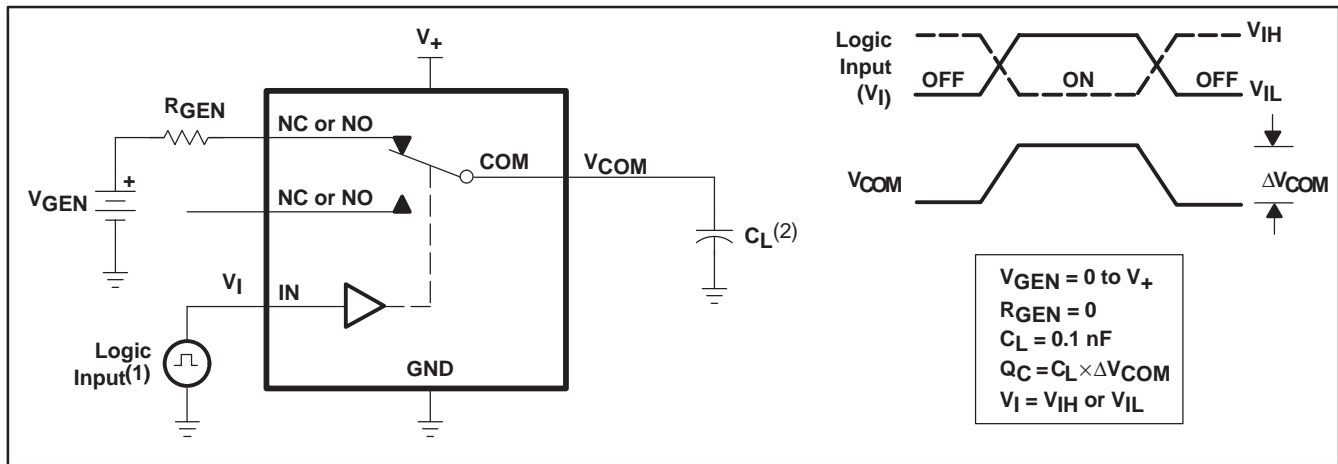 V+
RGEN
NC or NO
COM
VCOM
VGEN
+
NC or NO
CL(2)
VI
IN
Logic
Input(1)
GND
Logic
Input
(VI)
VIH
OFF
ON
OFF
VIL
VCOM
ΔVCOM
VGEN = 0 to V+
RGEN = 0
CL = 0.1 nF
QC = CL × ΔVCOM
VI = VIH or VIL